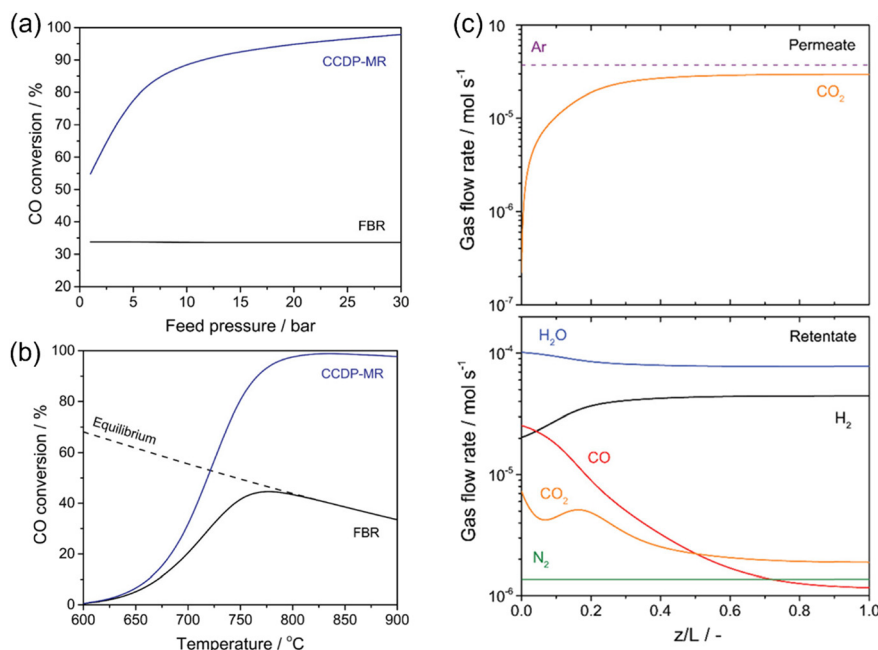 (a)
CO conversion / %
100
90
80
70
60
50
40
30
20
CCDP-MR
FBR
0 5 10 15 20 25 30
Feed pressure / bar
(b)
CO conversion / %
100
80
60
40
20
0
CCDP-MR
Equilibrium
FBR
600 650 700 750 800 850 900
Temperature / °C
(c)
Gas flow rate / mol s⁻¹
10⁻⁴
10⁻⁵
10⁻⁶
10⁻⁷
Ar
Permeate
CO₂
Gas flow rate / mol s⁻¹
10⁻⁴
10⁻⁵
10⁻⁶
H₂O
Retentate
H₂
CO
CO₂
N₂
0.0 0.2 0.4 0.6 0.8 1.0
z/L / -